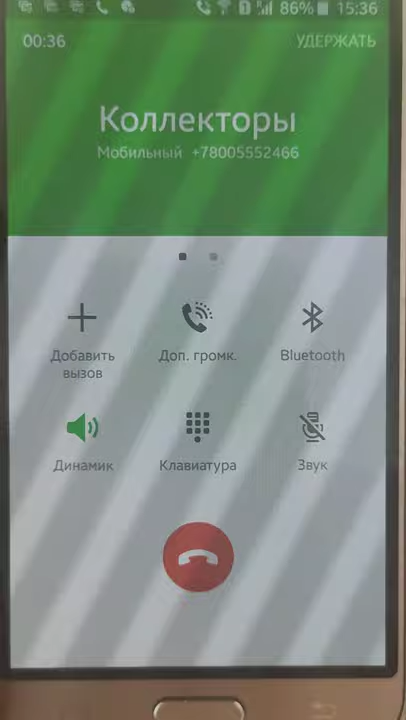 86% 15:36
00:36 УДЕРЖАТЬ
Коллекторы
Мобильный +78005552466
Добавить вызов
Доп. громк.
Bluetooth
Динамик
Клавиатура
Звук